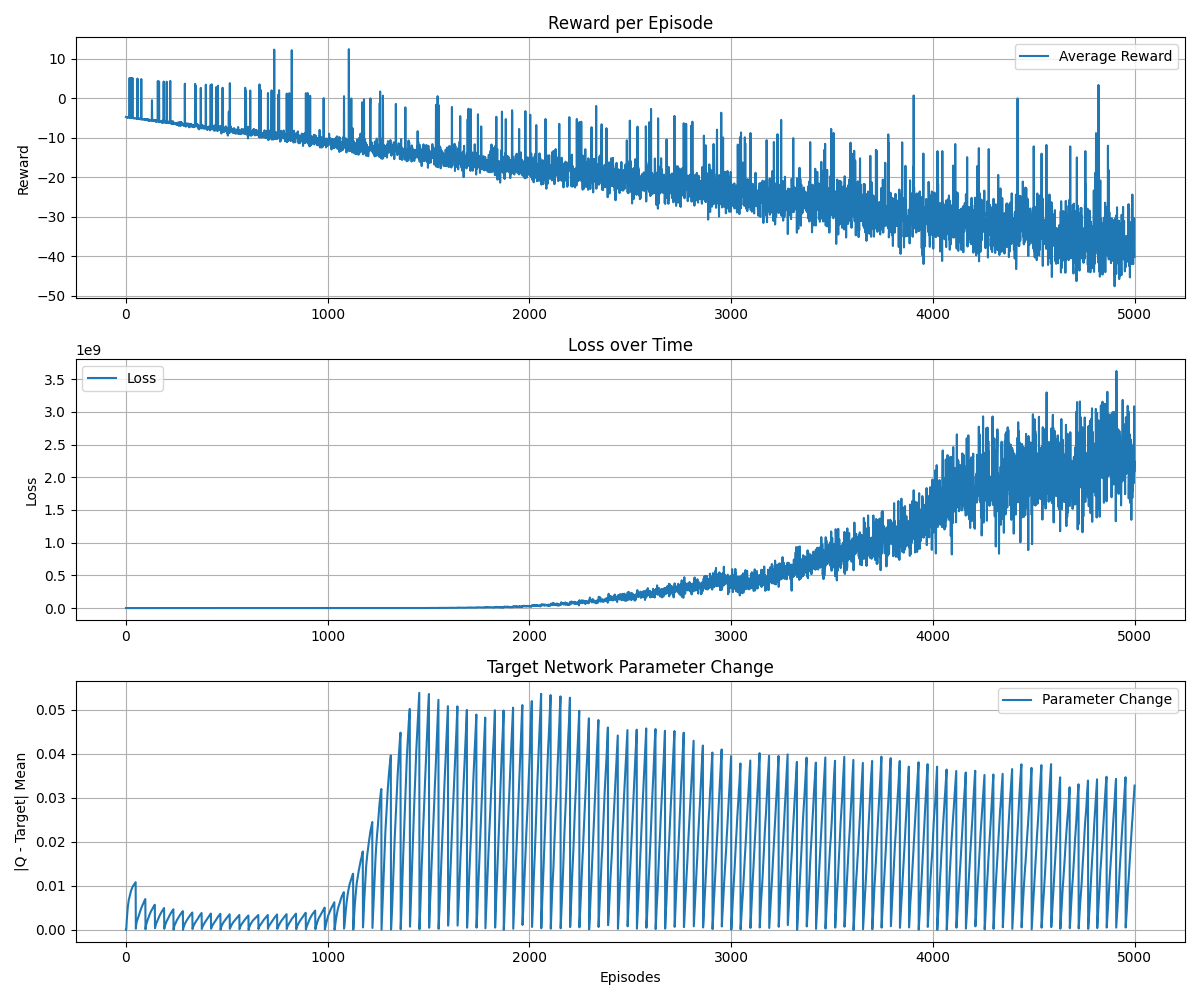 Reward per Episode
Average Reward
Reward
10
0
−10
−20
−30
−40
−50
0 1000 2000 3000 4000 5000
Loss over Time
1e9
Loss
Loss
3.5
3.0
2.5
2.0
1.5
1.0
0.5
0.0
0 1000 2000 3000 4000 5000
Target Network Parameter Change
Parameter Change
|Q - Target| Mean
0.05
0.04
0.03
0.02
0.01
0.00
0 1000 2000 3000 4000 5000
Episodes